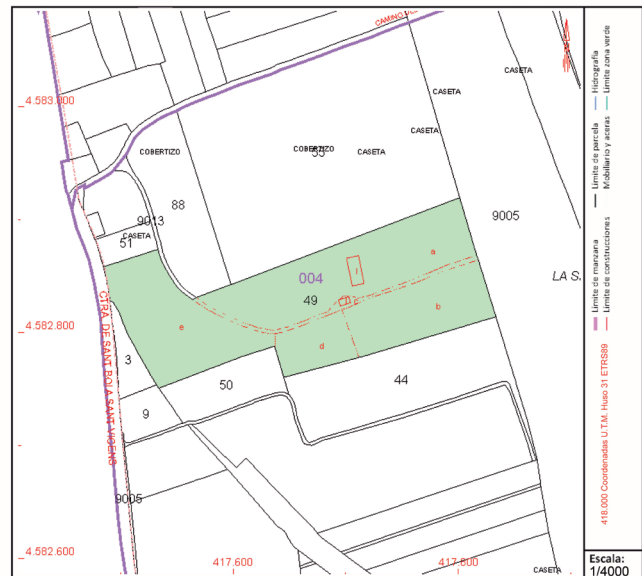 CAMINO DE
4.583.000
CASETA
CASETA
CASETA
COBERTIZO
COBERTIZO
55
CASETA
88
9013
CASETA
51
9005
LA S.
004
49
a
b
c
d
e
4.582.800
CTRA. DE SANT BOI A SANT VICENS
3
50
44
9
9005
4.582.600
417.600
417.800
CASETA
Hidrografía
Límite zona verde
Límite de parcela
Mobiliario y aceras
Límite de manzana
Límite de construcciones
418.000 Coordenadas U.T.M. Huso 31 ETRS89
Escala:
1/4000